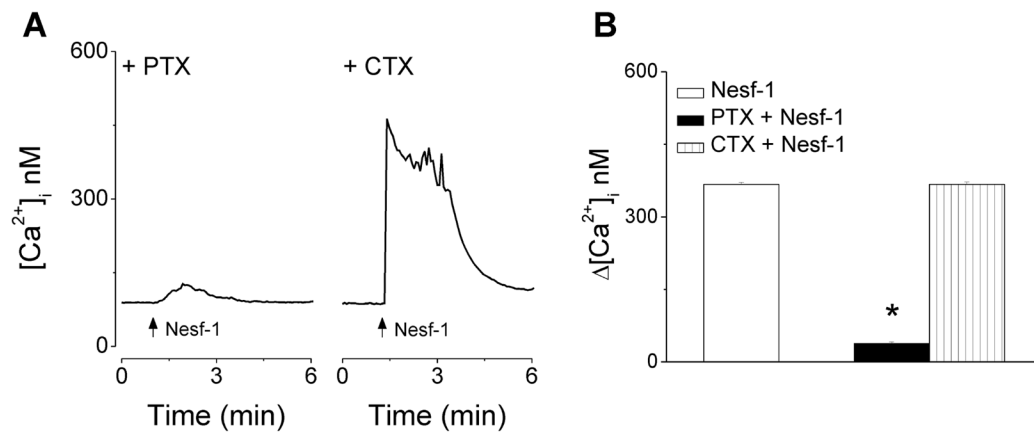 A
600
300
0
[Ca²⁺]ᵢ nM
+ PTX
Nesf-1
0 3 6
Time (min)
+ CTX
Nesf-1
0 3 6
Time (min)
B
600
300
0
Δ[Ca²⁺]ᵢ nM
Nesf-1
PTX + Nesf-1
CTX + Nesf-1
*